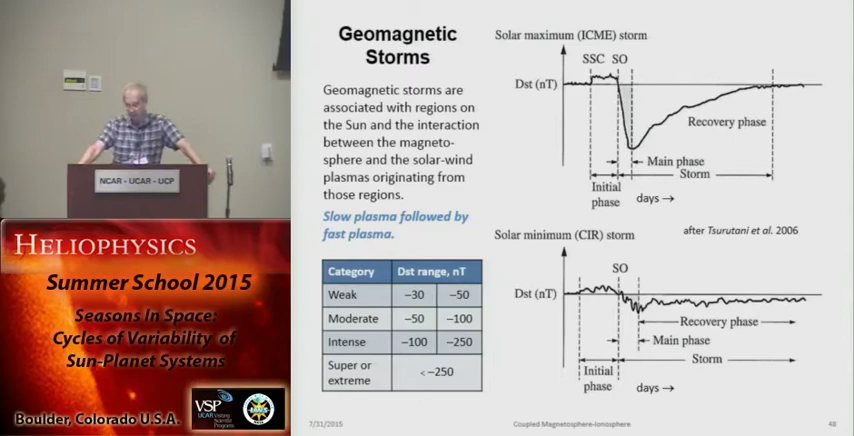 NCAR - UCAR - UCP
HELIOPHYSICS
Summer School 2015
Seasons In Space:
Cycles of Variability of
Sun-Planet Systems
VSP
UCAR Visiting
Scientist
Programs
Boulder, Colorado U.S.A.
Geomagnetic
Storms
Geomagnetic storms are
associated with regions on
the Sun and the interaction
between the magneto-
sphere and the solar-wind
plasmas originating from
those regions.
Slow plasma followed by
fast plasma.
Category Dst range, nT
Weak −30 −50
Moderate −50 −100
Intense −100 −250
Super or
extreme
<−250
Solar maximum (ICME) storm
SSC SO
Dst (nT)
Recovery phase
Main phase
Storm
Initial
phase
days →
after Tsurutani et al. 2006
Solar minimum (CIR) storm
SO
Dst (nT)
Recovery phase
Main phase
Storm
Initial
phase
days →
7/31/2015
Coupled Magnetosphere-Ionosphere
48